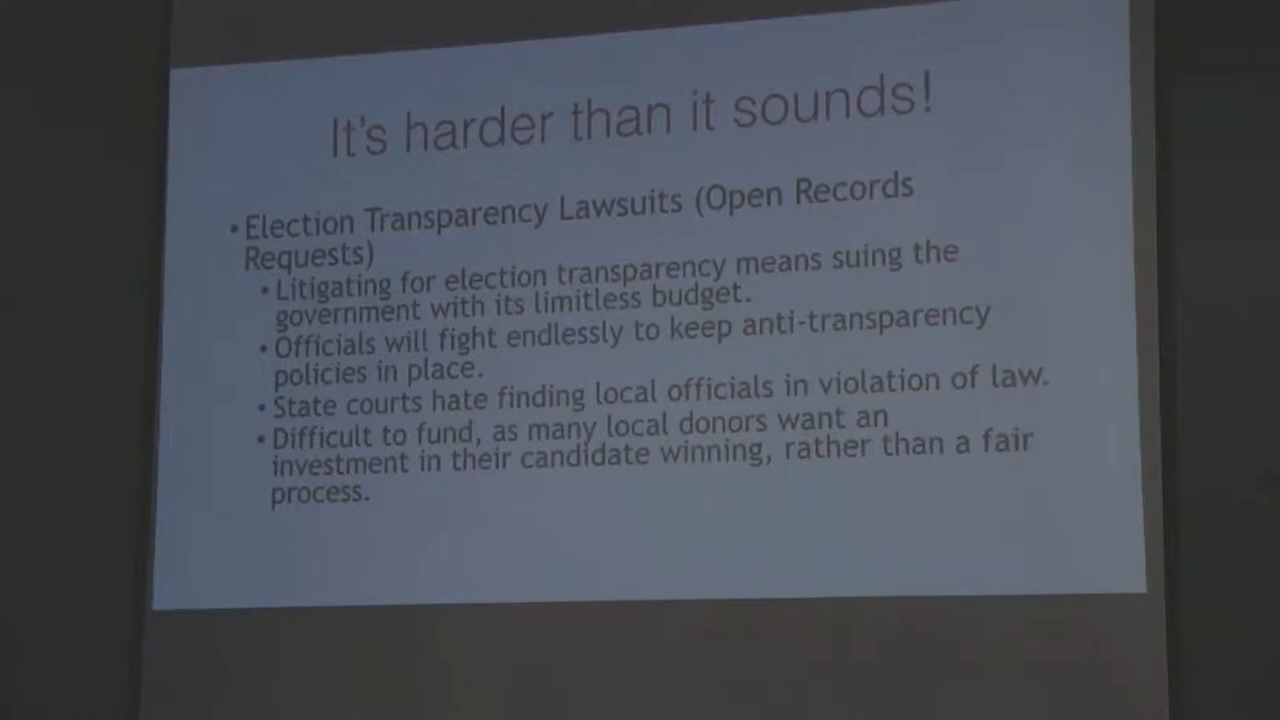 It's harder than it sounds!
• Election Transparency Lawsuits (Open Records
Requests)
• Litigating for election transparency means suing the
government with its limitless budget.
• Officials will fight endlessly to keep anti-transparency
policies in place.
• State courts hate finding local officials in violation of law.
• Difficult to fund, as many local donors want an
investment in their candidate winning, rather than a fair
process.